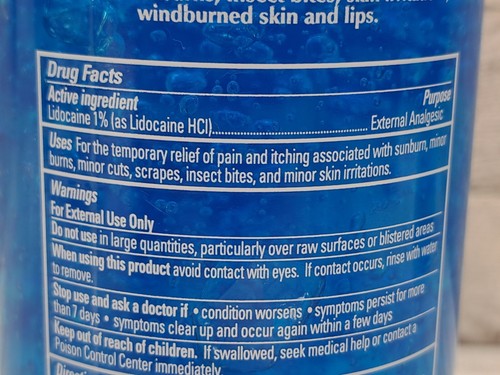 insect bites, skin
windburned skin and lips.
Drug Facts
Active ingredient Purpose
Lidocaine 1% (as Lidocaine HCl)........................................................ External Analgesic
Uses For the temporary relief of pain and itching associated with sunburn, minor
burns, minor cuts, scrapes, insect bites, and minor skin irritations.
Warnings
For External Use Only
Do not use in large quantities, particularly over raw surfaces or blistered areas
When using this product avoid contact with eyes. If contact occurs, rinse with water
to remove.
Stop use and ask a doctor if • condition worsens • symptoms persist for more
than 7 days • symptoms clear up and occur again within a few days
Keep out of reach of children. If swallowed, seek medical help or contact a
Poison Control Center immediately